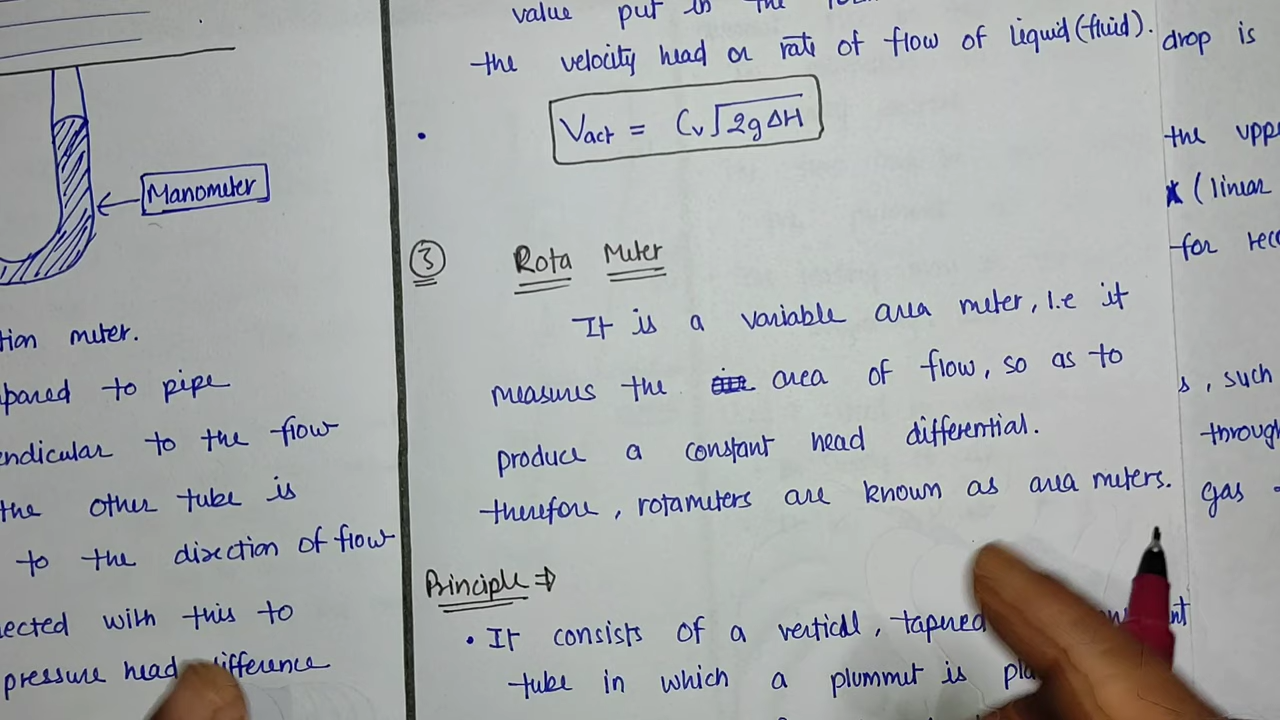 Manometer
tion meter.
pared to pipe
endicular to the flow
the other tube is
to the direction of flow
ected with this to
pressure head difference
value put in the
the velocity head or rate of flow of liquid (fluid).
Vact = Cv√2gΔH
③ Rota Meter
It is a variable area meter, i.e it
measures the area of flow, so as to
produce a constant head differential.
therefore, rotameters are known as area meters.
Principle ⇒
• It consists of a vertical, tapered
tube in which a plummet is
drop is
the uppe
(linear
for rec
s, such
through
gas